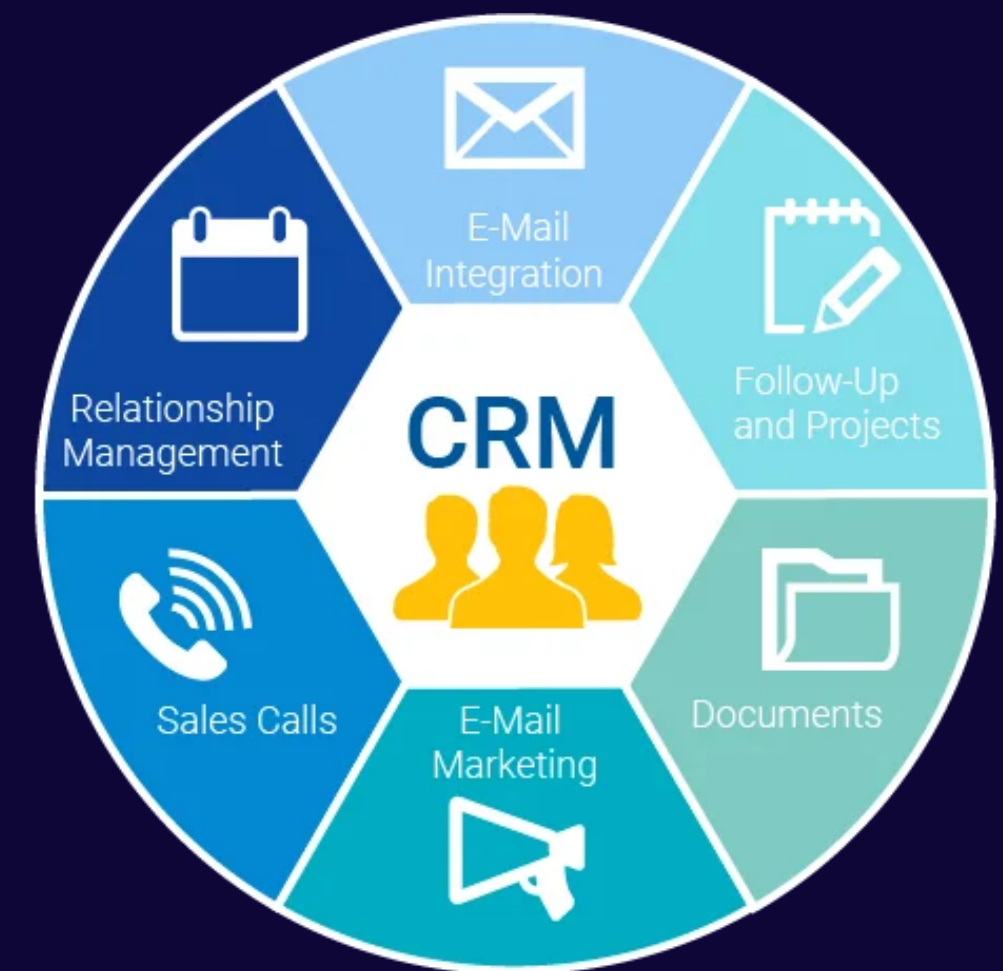 E-Mail
Integration
Follow-Up
and Projects
Relationship
Management
CRM
Sales Calls
E-Mail
Marketing
Documents